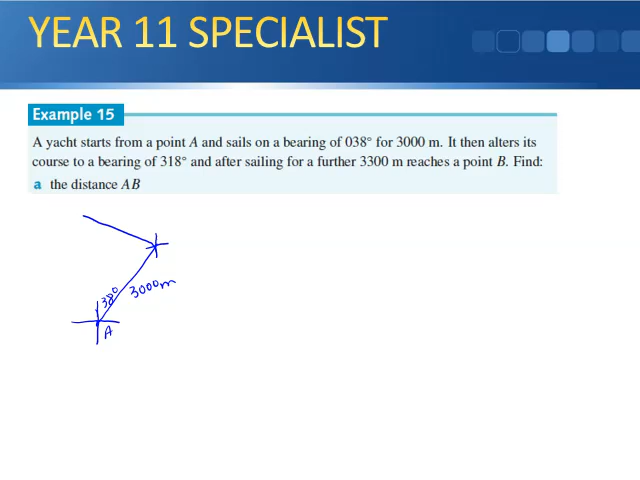 YEAR 11 SPECIALIST
Example 15
A yacht starts from a point A and sails on a bearing of 038° for 3000 m. It then alters its
course to a bearing of 318° and after sailing for a further 3300 m reaches a point B. Find:
a the distance AB
38°
3000m
A